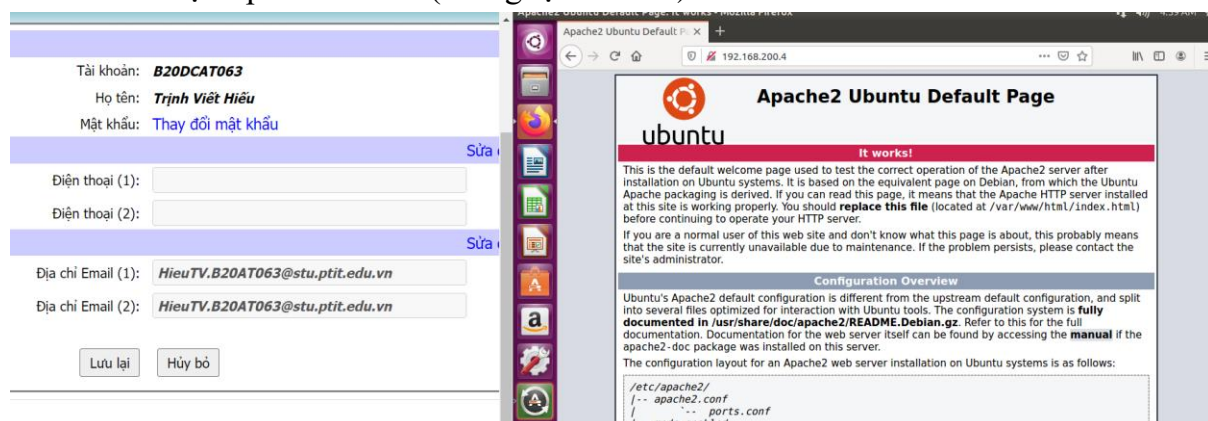 Tài khoản: B20DCAT063
Họ tên: Trịnh Viết Hiếu
Mật khẩu: Thay đổi mật khẩu
Sửa
Điện thoại (1):
Điện thoại (2):
Sửa
Địa chỉ Email (1): HieuTV.B20AT063@stu.ptit.edu.vn
Địa chỉ Email (2): HieuTV.B20AT063@stu.ptit.edu.vn
Lưu lại Hủy bỏ
Apache2 Ubuntu Default Page: It works - Mozilla Firefox
Apache2 Ubuntu Default P
192.168.200.4
ubuntu
Apache2 Ubuntu Default Page
It works!
This is the default welcome page used to test the correct operation of the Apache2 server after
installation on Ubuntu systems. It is based on the equivalent page on Debian, from which the Ubuntu
Apache packaging is derived. If you can read this page, it means that the Apache HTTP server installed
at this site is working properly. You should replace this file (located at /var/www/html/index.html)
before continuing to operate your HTTP server.
If you are a normal user of this web site and don't know what this page is about, this probably means
that the site is currently unavailable due to maintenance. If the problem persists, please contact the
site's administrator.
Configuration Overview
Ubuntu's Apache2 default configuration is different from the upstream default configuration, and split
into several files optimized for interaction with Ubuntu tools. The configuration system is fully
documented in /usr/share/doc/apache2/README.Debian.gz. Refer to this for the full
documentation. Documentation for the web server itself can be found by accessing the manual if the
apache2-doc package was installed on this server.
The configuration layout for an Apache2 web server installation on Ubuntu systems is as follows:
/etc/apache2/
|-- apache2.conf
| `-- ports.conf